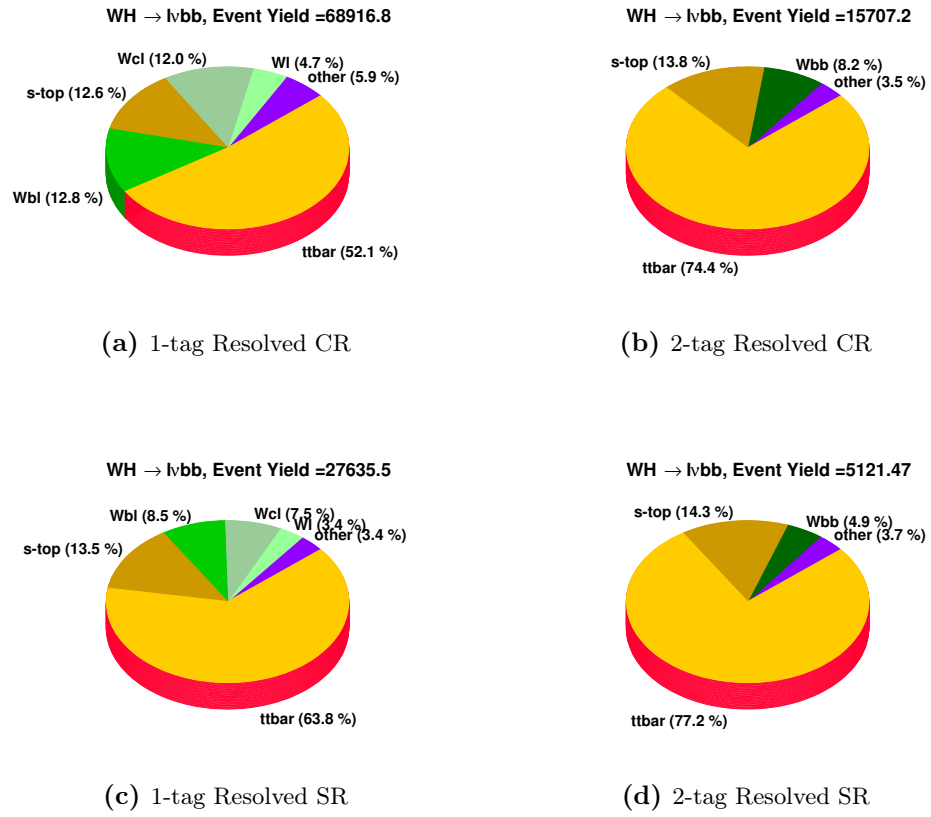 WH → lνbb, Event Yield =68916.8
Wcl (12.0 %)
Wl (4.7 %)
other (5.9 %)
s-top (12.6 %)
Wbl (12.8 %)
ttbar (52.1 %)
(a) 1-tag Resolved CR
WH → lνbb, Event Yield =15707.2
s-top (13.8 %)
Wbb (8.2 %)
other (3.5 %)
ttbar (74.4 %)
(b) 2-tag Resolved CR
WH → lνbb, Event Yield =27635.5
Wbl (8.5 %)
Wcl (7.5 %)
Wl (3.4 %)
other (3.4 %)
s-top (13.5 %)
ttbar (63.8 %)
(c) 1-tag Resolved SR
WH → lνbb, Event Yield =5121.47
s-top (14.3 %)
Wbb (4.9 %)
other (3.7 %)
ttbar (77.2 %)
(d) 2-tag Resolved SR